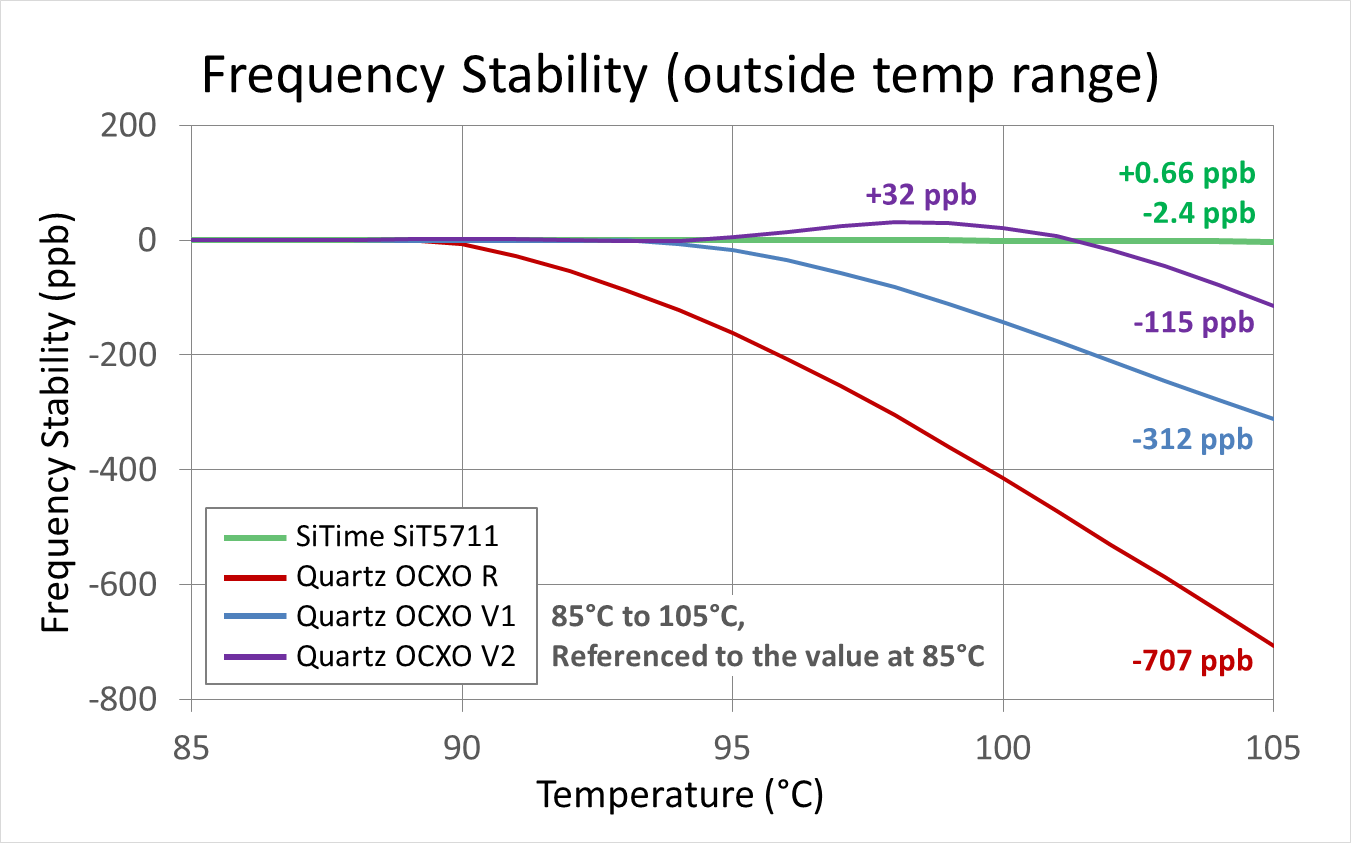 Frequency Stability (outside temp range)
Frequency Stability (ppb)
200
0
-200
-400
-600
-800
+0.66 ppb
-2.4 ppb
+32 ppb
-115 ppb
-312 ppb
-707 ppb
SiTime SiT5711
Quartz OCXO R
Quartz OCXO V1
Quartz OCXO V2
85°C to 105°C,
Referenced to the value at 85°C
85
90
95
100
105
Temperature (°C)